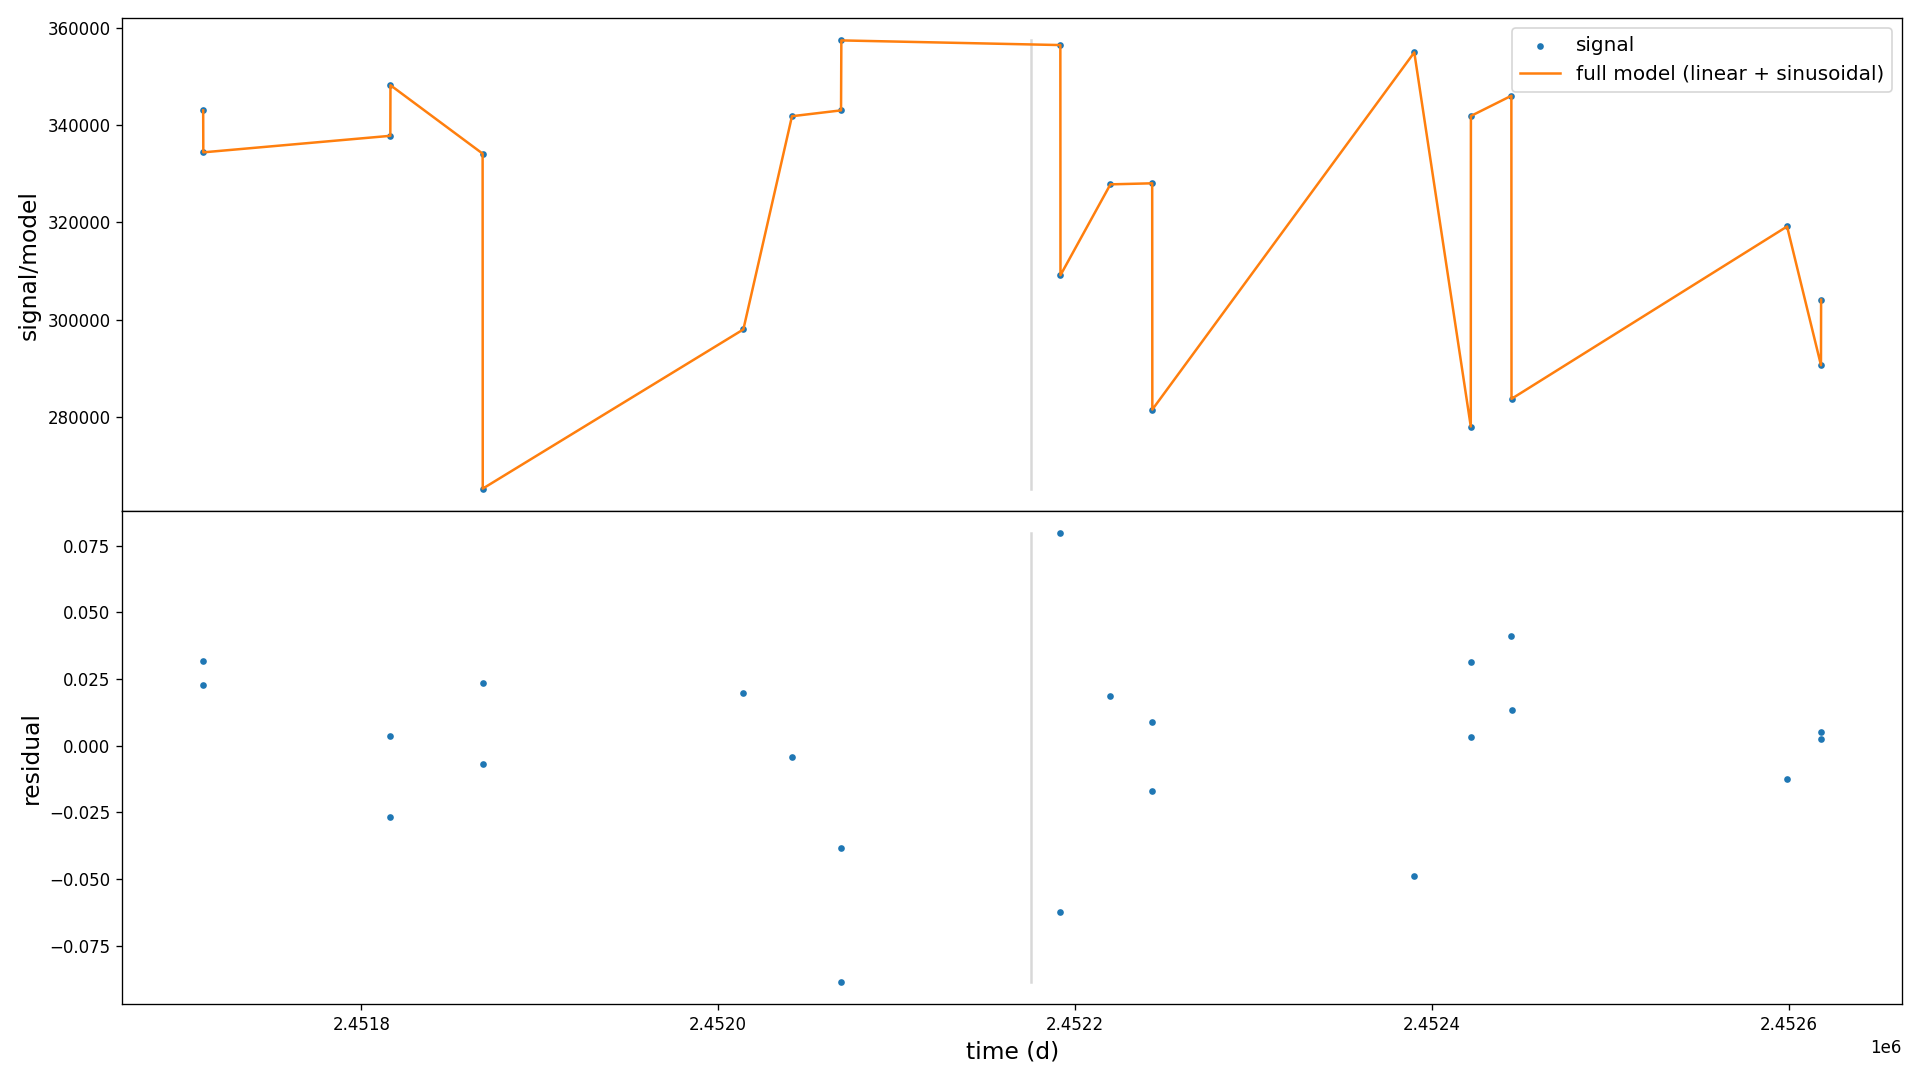 360000
340000
320000
300000
280000
signal/model
signal
full model (linear + sinusoidal)
0.075
0.050
0.025
0.000
−0.025
−0.050
−0.075
residual
2.4518
2.4520
2.4522
2.4524
2.4526
1e6
time (d)